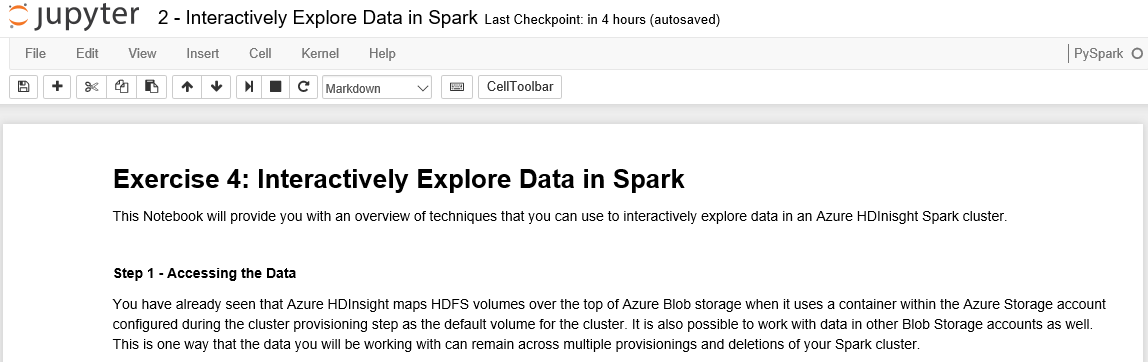 jupyter 2 - Interactively Explore Data in Spark Last Checkpoint: in 4 hours (autosaved)
File Edit View Insert Cell Kernel Help PySpark
Markdown CellToolbar
Exercise 4: Interactively Explore Data in Spark
This Notebook will provide you with an overview of techniques that you can use to interactively explore data in an Azure HDInisght Spark cluster.
Step 1 - Accessing the Data
You have already seen that Azure HDInsight maps HDFS volumes over the top of Azure Blob storage when it uses a container within the Azure Storage account
configured during the cluster provisioning step as the default volume for the cluster. It is also possible to work with data in other Blob Storage accounts as well.
This is one way that the data you will be working with can remain across multiple provisionings and deletions of your Spark cluster.